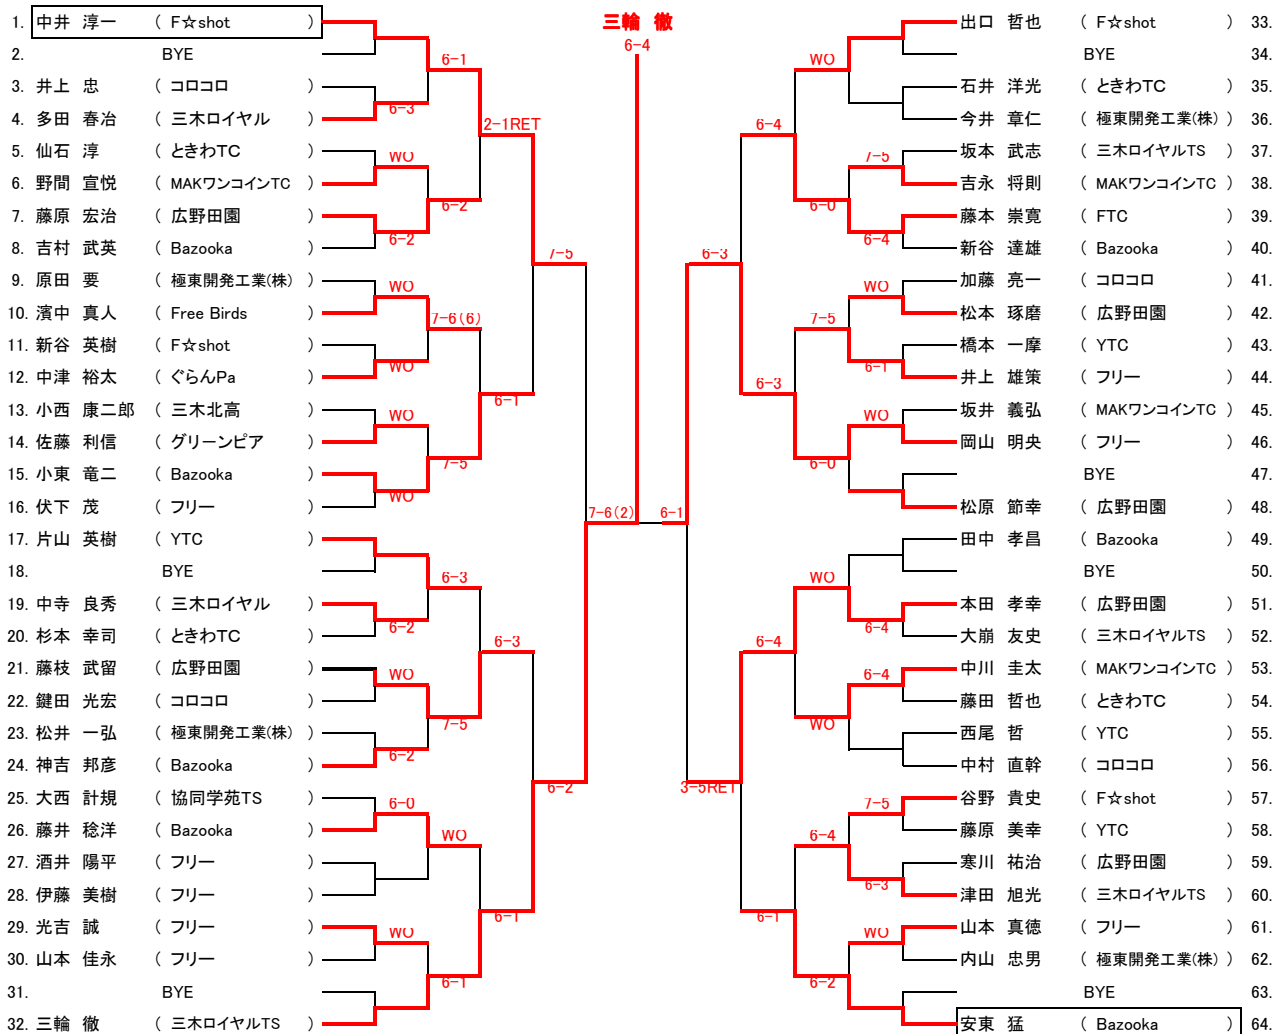 三輪 徹
6-4
1. 中井 淳一 ( F☆shot )
2. BYE
3. 井上 忠 ( コロコロ )
4. 多田 春冶 ( 三木ロイヤル )
5. 仙石 淳 ( ときわTC )
6. 野間 宣悦 ( MAKワンコインTC )
7. 藤原 宏治 ( 広野田園 )
8. 吉村 武英 ( Bazooka )
9. 原田 要 ( 極東開発工業(株) )
10. 濱中 真人 ( Free Birds )
11. 新谷 英樹 ( F☆shot )
12. 中津 裕太 ( ぐらんPa )
13. 小西 康二郎 ( 三木北高 )
14. 佐藤 利信 ( グリーンピア )
15. 小東 竜二 ( Bazooka )
16. 伏下 茂 ( フリー )
17. 片山 英樹 ( YTC )
18. BYE
19. 中寺 良秀 ( 三木ロイヤル )
20. 杉本 幸司 ( ときわTC )
21. 藤枝 武留 ( 広野田園 )
22. 鍵田 光宏 ( コロコロ )
23. 松井 一弘 ( 極東開発工業(株) )
24. 神吉 邦彦 ( Bazooka )
25. 大西 計規 ( 協同学苑TS )
26. 藤井 稔洋 ( Bazooka )
27. 酒井 陽平 ( フリー )
28. 伊藤 美樹 ( フリー )
29. 光吉 誠 ( フリー )
30. 山本 佳永 ( フリー )
31. BYE
32. 三輪 徹 ( 三木ロイヤルTS )
6-3
WO
6-2
WO
WO
WO
WO
6-2
WO
6-2
6-0
WO
6-1
6-2
7-6(6)
7-5
6-3
7-5
WO
6-1
2-1RET
6-1
6-3
6-1
7-5
6-2
7-6(2)
6-1
6-3
3-5RET
6-4
6-3
6-4
6-1
WO
6-0
7-5
6-0
WO
WO
6-4
6-2
7-5
6-4
WO
6-1
WO
6-4
6-4
7-5
6-3
WO
出口 哲也 ( F☆shot ) 33.
BYE 34.
石井 洋光 ( ときわTC ) 35.
今井 章仁 ( 極東開発工業(株) ) 36.
坂本 武志 ( 三木ロイヤルTS ) 37.
吉永 将則 ( MAKワンコインTC ) 38.
藤本 崇寛 ( FTC ) 39.
新谷 達雄 ( Bazooka ) 40.
加藤 亮一 ( コロコロ ) 41.
松本 琢磨 ( 広野田園 ) 42.
橋本 一摩 ( YTC ) 43.
井上 雄策 ( フリー ) 44.
坂井 義弘 ( MAKワンコインTC ) 45.
岡山 明央 ( フリー ) 46.
BYE 47.
松原 節幸 ( 広野田園 ) 48.
田中 孝昌 ( Bazooka ) 49.
BYE 50.
本田 孝幸 ( 広野田園 ) 51.
大崩 友史 ( 三木ロイヤルTS ) 52.
中川 圭太 ( MAKワンコインTC ) 53.
藤田 哲也 ( ときわTC ) 54.
西尾 哲 ( YTC ) 55.
中村 直幹 ( コロコロ ) 56.
谷野 貴史 ( F☆shot ) 57.
藤原 美幸 ( YTC ) 58.
寒川 祐治 ( 広野田園 ) 59.
津田 旭光 ( 三木ロイヤルTS ) 60.
山本 真徳 ( フリー ) 61.
内山 忠男 ( 極東開発工業(株) ) 62.
BYE 63.
安東 猛 ( Bazooka ) 64.